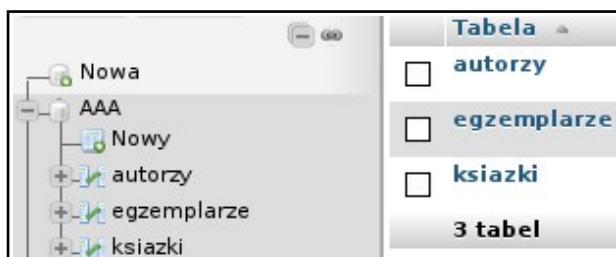 Nowa
AAA
Nowy
autorzy
egzemplarze
ksiazki
Tabela
autorzy
egzemplarze
ksiazki
3 tabel